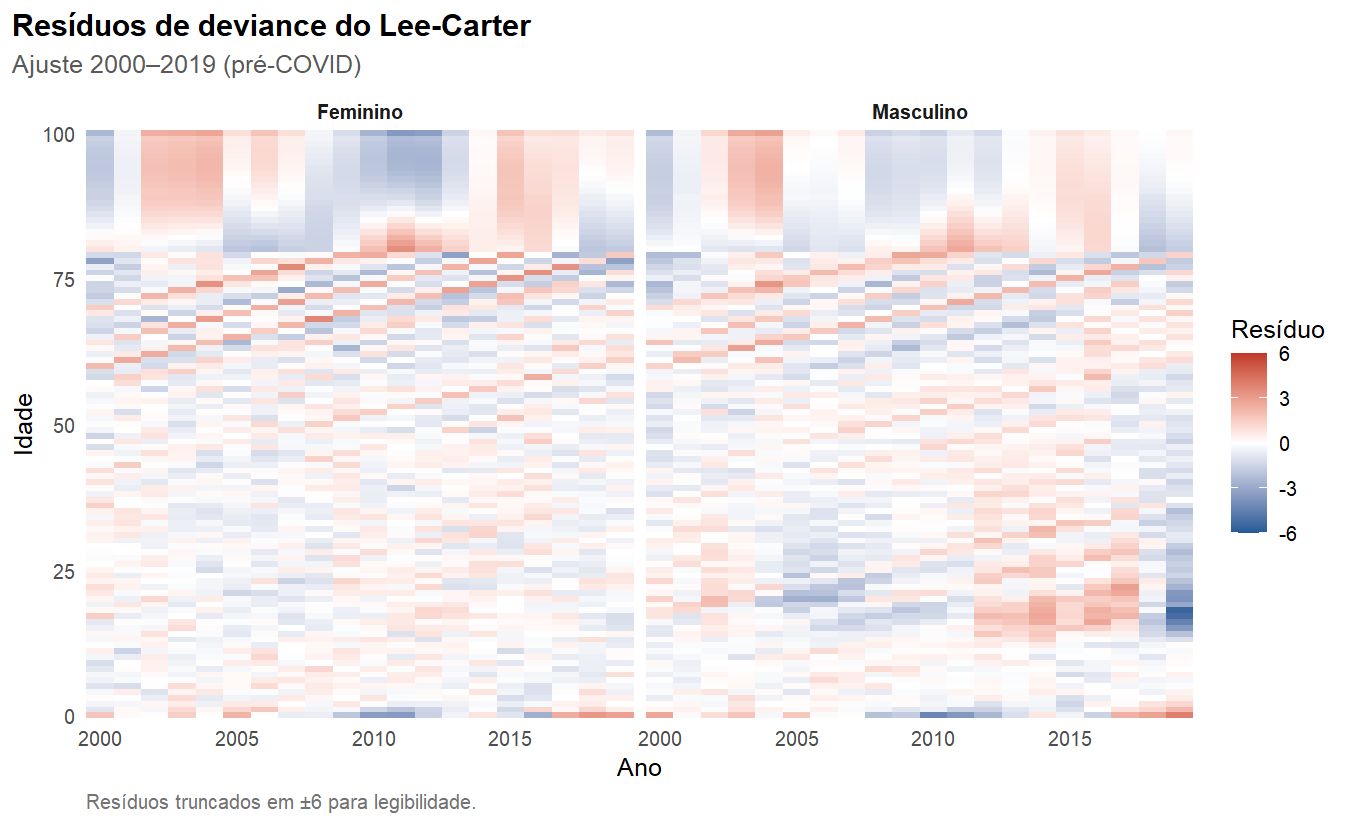 Resíduos de deviance do Lee-Carter
Ajuste 2000–2019 (pré-COVID)
Feminino
Masculino
100
75
50
25
0
Idade
2000
2005
2010
2015
2000
2005
2010
2015
Ano
Resíduo
6
3
0
-3
-6
Resíduos truncados em ±6 para legibilidade.